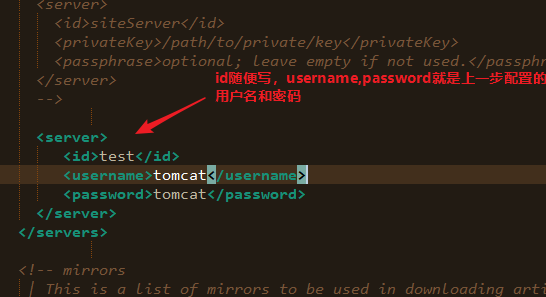 <server>
<id>siteServer</id>
<privateKey>/path/to/private/key</privateKey>
<passphrase>optional; leave empty if not used.</passphr
</server>
-->
id随便写，username,password就是上一步配置的
用户名和密码
<server>
<id>test</id>
<username>tomcat</username>
<password>tomcat</password>
</server>
</servers>
<!-- mirrors
| This is a list of mirrors to be used in downloading arti